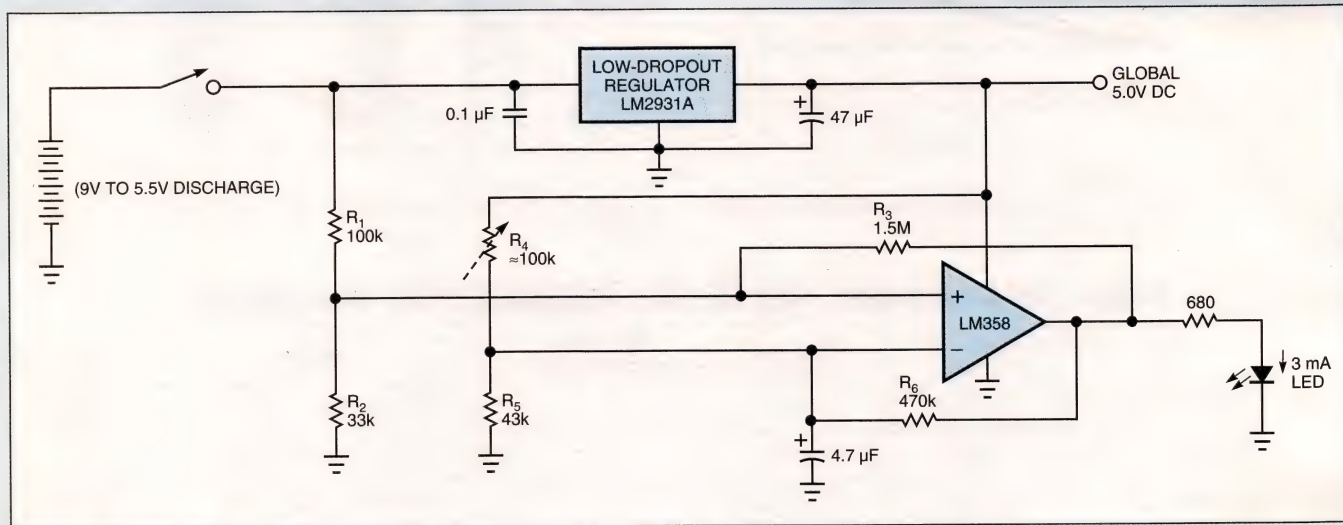 LOW-DROPOUT
REGULATOR
LM2931A
GLOBAL
5.0V DC
0.1 µF
+
47 µF
(9V TO 5.5V DISCHARGE)
R1
100k
R4
≈100k
R3
1.5M
+
LM358
−
680
3 mA
LED
R2
33k
R5
43k
R6
470k
+
4.7 µF